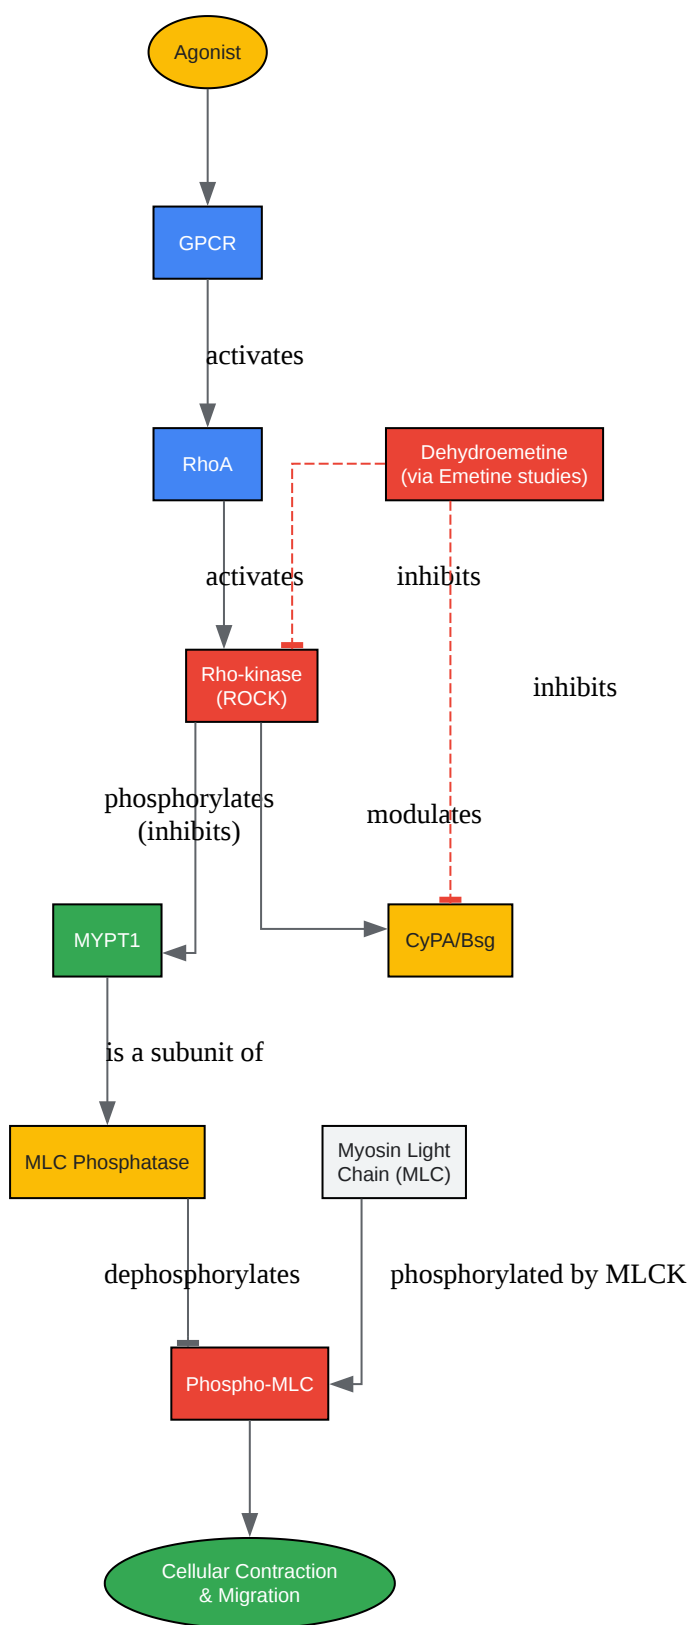 Agonist
GPCR
activates
RhoA
Dehydroemetine
(via Emetine studies)
activates
inhibits
Rho-kinase
(ROCK)
inhibits
phosphorylates
(inhibits)
modulates
MYPT1
CyPA/Bsg
is a subunit of
MLC Phosphatase
Myosin Light
Chain (MLC)
dephosphorylates
phosphorylated by MLCK
Phospho-MLC
Cellular Contraction
& Migration